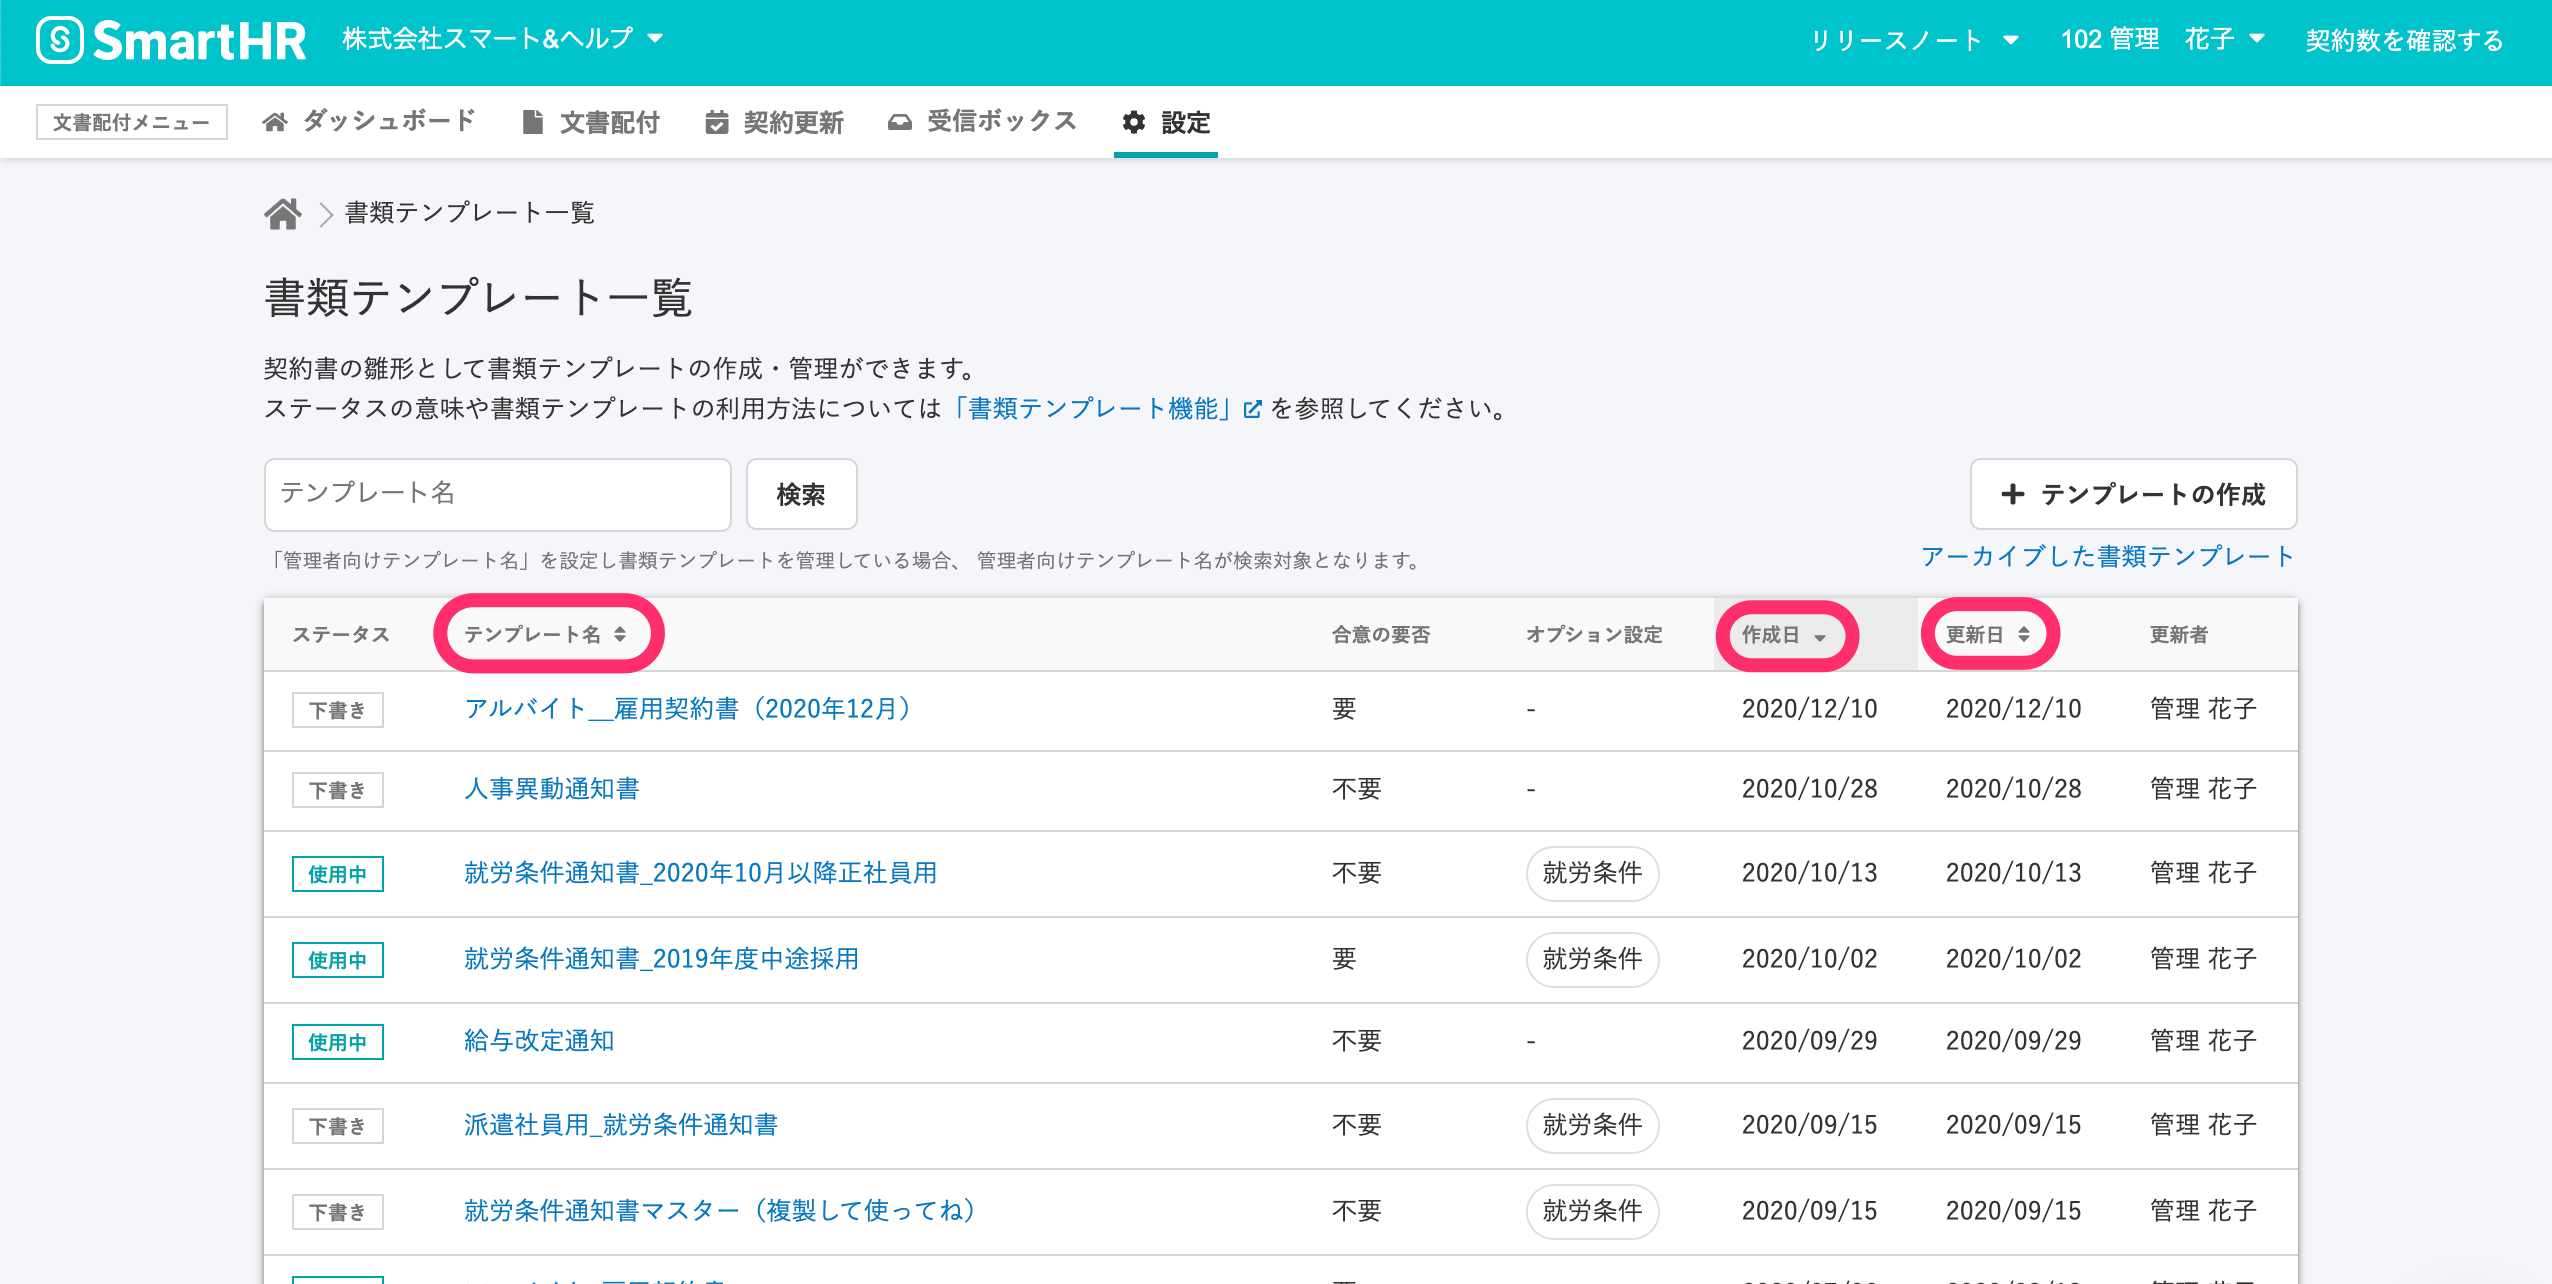 SmartHR 株式会社スマート&ヘルプ リリースノート 102 管理 花子 契約数を確認する
文書配付メニュー ダッシュボード 文書配付 契約更新 受信ボックス 設定
書類テンプレート一覧
書類テンプレート一覧
契約書の雛形として書類テンプレートの作成・管理ができます。
ステータスの意味や書類テンプレートの利用方法については「書類テンプレート機能」を参照してください。
テンプレート名 検索 テンプレートの作成
「管理者向けテンプレート名」を設定し書類テンプレートを管理している場合、 管理者向けテンプレート名が検索対象となります。
アーカイブした書類テンプレート
ステータス テンプレート名 合意の要否 オプション設定 作成日 更新日 更新者
下書き アルバイト__雇用契約書（2020年12月） 要 - 2020/12/10 2020/12/10 管理 花子
下書き 人事異動通知書 不要 - 2020/10/28 2020/10/28 管理 花子
使用中 就労条件通知書_2020年10月以降正社員用 不要 就労条件 2020/10/13 2020/10/13 管理 花子
使用中 就労条件通知書_2019年度中途採用 要 就労条件 2020/10/02 2020/10/02 管理 花子
使用中 給与改定通知 不要 - 2020/09/29 2020/09/29 管理 花子
下書き 派遣社員用_就労条件通知書 不要 就労条件 2020/09/15 2020/09/15 管理 花子
下書き 就労条件通知書マスター（複製して使ってね） 不要 就労条件 2020/09/15 2020/09/15 管理 花子